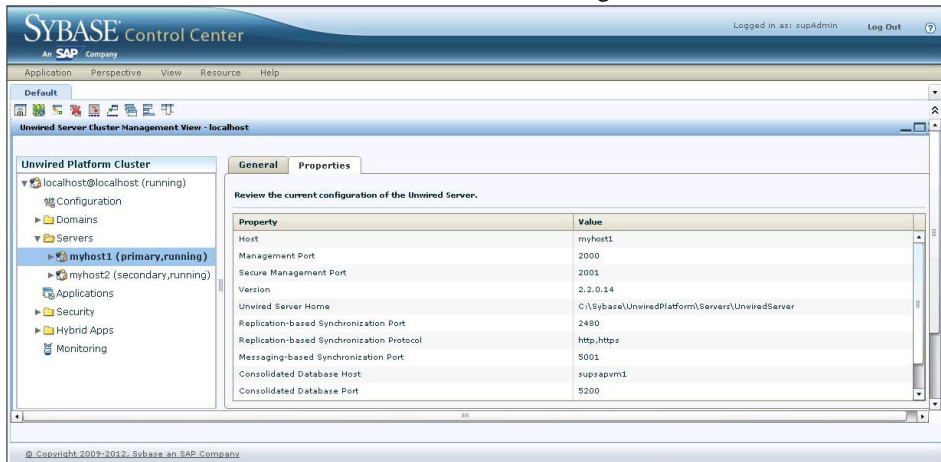 SYBASE Control Center
An SAP Company
Logged in as: supAdmin Log Out ?
Application Perspective View Resource Help
Default
Unwired Server Cluster Management View - localhost
Unwired Platform Cluster
localhost@localhost (running)
Configuration
Domains
Servers
myhost1 (primary,running)
myhost2 (secondary,running)
Applications
Security
Hybrid Apps
Monitoring
General Properties
Review the current configuration of the Unwired Server.
Property Value
Host myhost1
Management Port 2000
Secure Management Port 2001
Version 2.2.0.14
Unwired Server Home C:\Sybase\UnwiredPlatform\Servers\UnwiredServer
Replication-based Synchronization Port 2480
Replication-based Synchronization Protocol http,https
Messaging-based Synchronization Port 5001
Consolidated Database Host supsapvm1
Consolidated Database Port 5200
© Copyright 2009-2012, Sybase an SAP Company